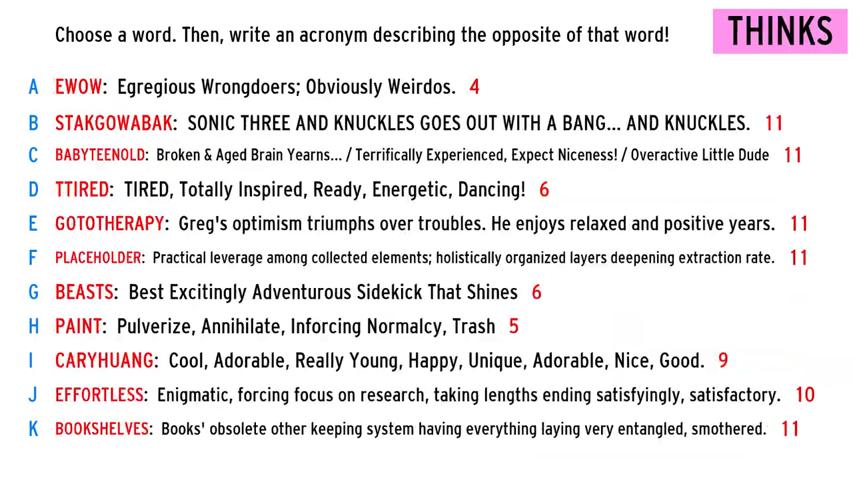 Choose a word. Then, write an acronym describing the opposite of that word!
THINKS
A EWOW: Egregious Wrongdoers; Obviously Weirdos. 4
B STAKGOWABAK: SONIC THREE AND KNUCKLES GOES OUT WITH A BANG... AND KNUCKLES. 11
C BABYTEENOLD: Broken & Aged Brain Yearns... / Terrifically Experienced, Expect Niceness! / Overactive Little Dude 11
D TTIRED: TIRED, Totally Inspired, Ready, Energetic, Dancing! 6
E GOTOTHERAPY: Greg's optimism triumphs over troubles. He enjoys relaxed and positive years. 11
F PLACEHOLDER: Practical leverage among collected elements; holistically organized layers deepening extraction rate. 11
G BEASTS: Best Excitingly Adventurous Sidekick That Shines 6
H PAINT: Pulverize, Annihilate, Inforcing Normalcy, Trash 5
I CARYHUANG: Cool, Adorable, Really Young, Happy, Unique, Adorable, Nice, Good. 9
J EFFORTLESS: Enigmatic, forcing focus on research, taking lengths ending satisfyingly, satisfactory. 10
K BOOKSHELVES: Books' obsolete other keeping system having everything laying very entangled, smothered. 11